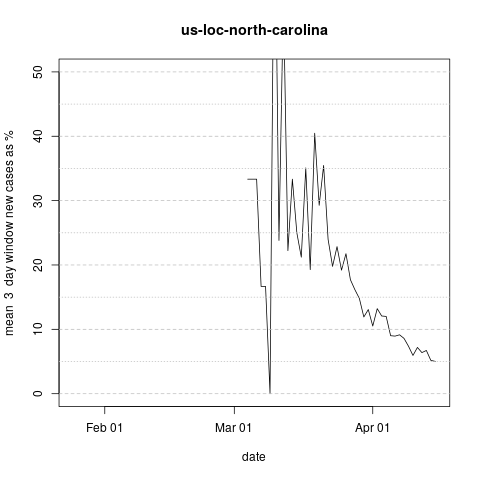 us-loc-north-carolina
mean  3  day window new cases as %
50
40
30
20
10
0
Feb 01
Mar 01
Apr 01
date